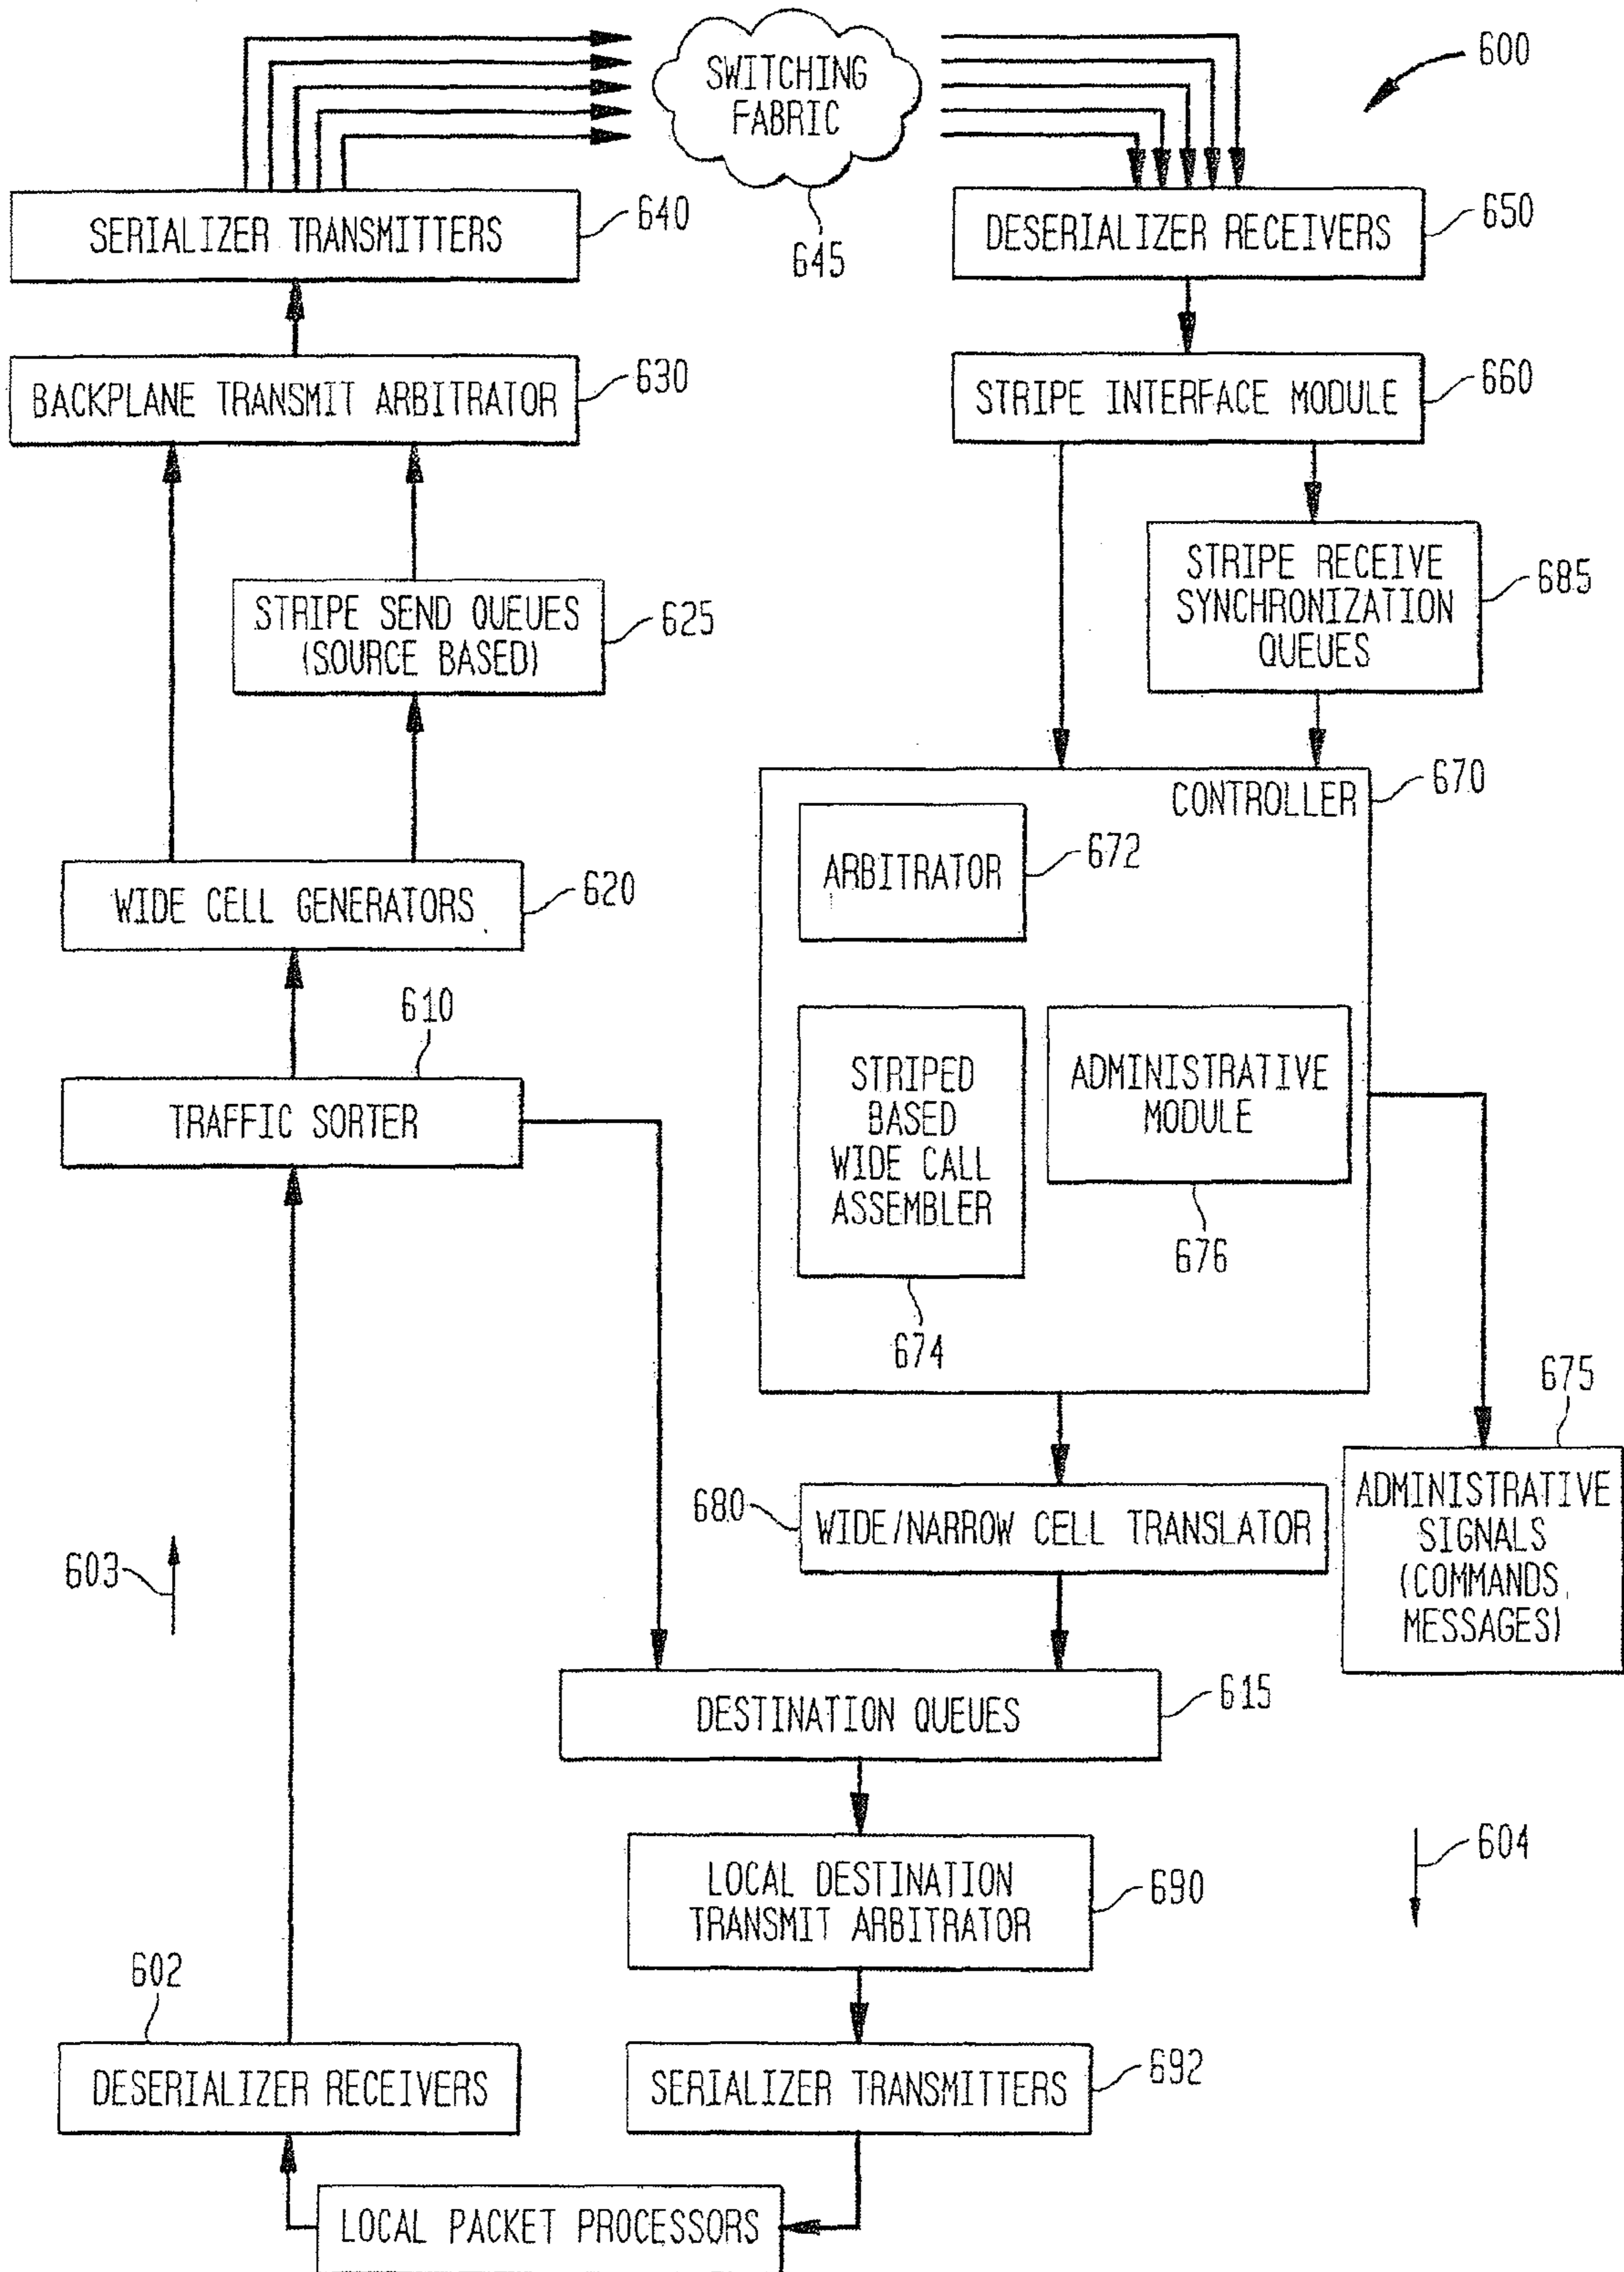 SWITCHING
FABRIC
600
SERIALIZER TRANSMITTERS
640
645
DESERIALIZER RECEIVERS
650
BACKPLANE TRANSMIT ARBITRATOR
630
STRIPE INTERFACE MODULE
660
STRIPE SEND QUEUES
(SOURCE BASED)
625
STRIPE RECEIVE
SYNCHRONIZATION
QUEUES
685
CONTROLLER
670
ARBITRATOR
672
WIDE CELL GENERATORS
620
610
TRAFFIC SORTER
STRIPED
BASED
WIDE CALL
ASSEMBLER
674
ADMINISTRATIVE
MODULE
676
675
ADMINISTRATIVE
SIGNALS
(COMMANDS,
MESSAGES)
680
WIDE/NARROW CELL TRANSLATOR
603
DESTINATION QUEUES
615
LOCAL DESTINATION
TRANSMIT ARBITRATOR
690
604
602
DESERIALIZER RECEIVERS
SERIALIZER TRANSMITTERS
692
LOCAL PACKET PROCESSORS